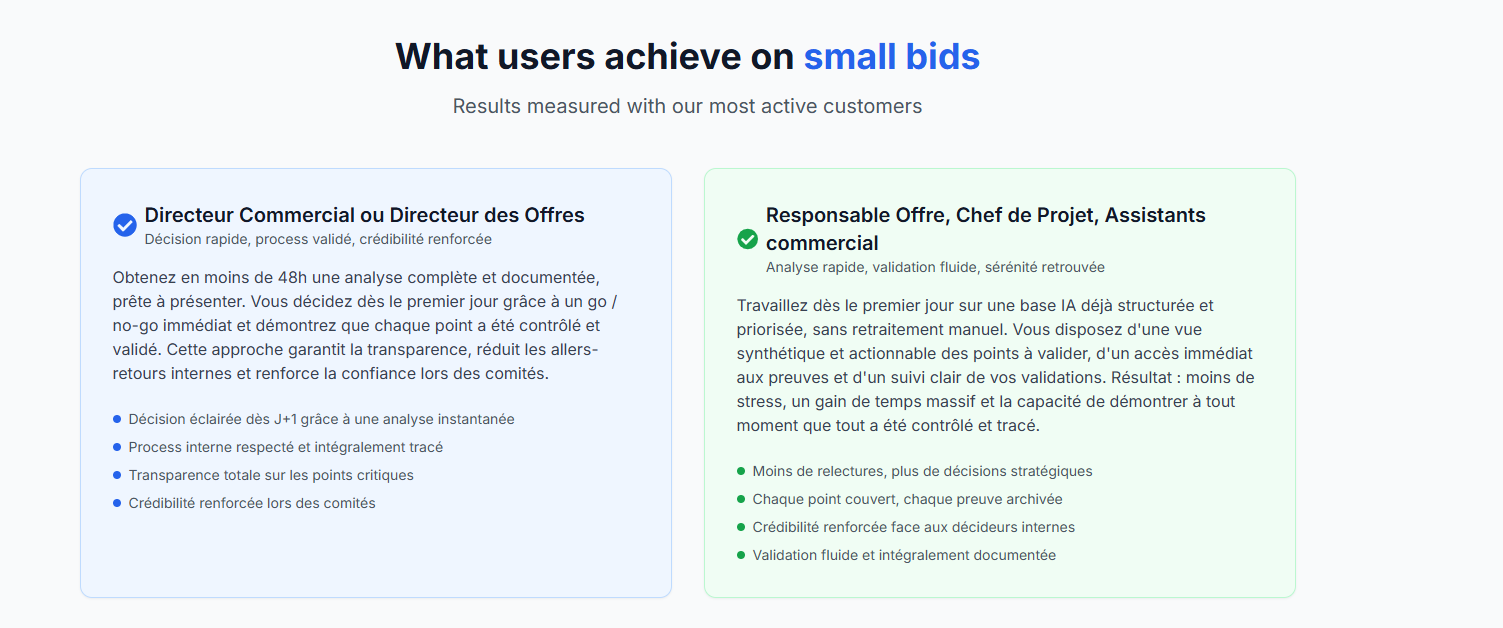 What users achieve on small bids
Results measured with our most active customers
Directeur Commercial ou Directeur des Offres
Décision rapide, process validé, crédibilité renforcée
Obtenez en moins de 48h une analyse complète et documentée,
prête à présenter. Vous décidez dès le premier jour grâce à un go /
no-go immédiat et démontrez que chaque point a été contrôlé et
validé. Cette approche garantit la transparence, réduit les allers-
retours internes et renforce la confiance lors des comités.
Décision éclairée dès J+1 grâce à une analyse instantanée
Process interne respecté et intégralement tracé
Transparence totale sur les points critiques
Crédibilité renforcée lors des comités
Responsable Offre, Chef de Projet, Assistants
commercial
Analyse rapide, validation fluide, sérénité retrouvée
Travaillez dès le premier jour sur une base IA déjà structurée et
priorisée, sans retraitement manuel. Vous disposez d'une vue
synthétique et actionnable des points à valider, d'un accès immédiat
aux preuves et d'un suivi clair de vos validations. Résultat : moins de
stress, un gain de temps massif et la capacité de démontrer à tout
moment que tout a été contrôlé et tracé.
Moins de relectures, plus de décisions stratégiques
Chaque point couvert, chaque preuve archivée
Crédibilité renforcée face aux décideurs internes
Validation fluide et intégralement documentée